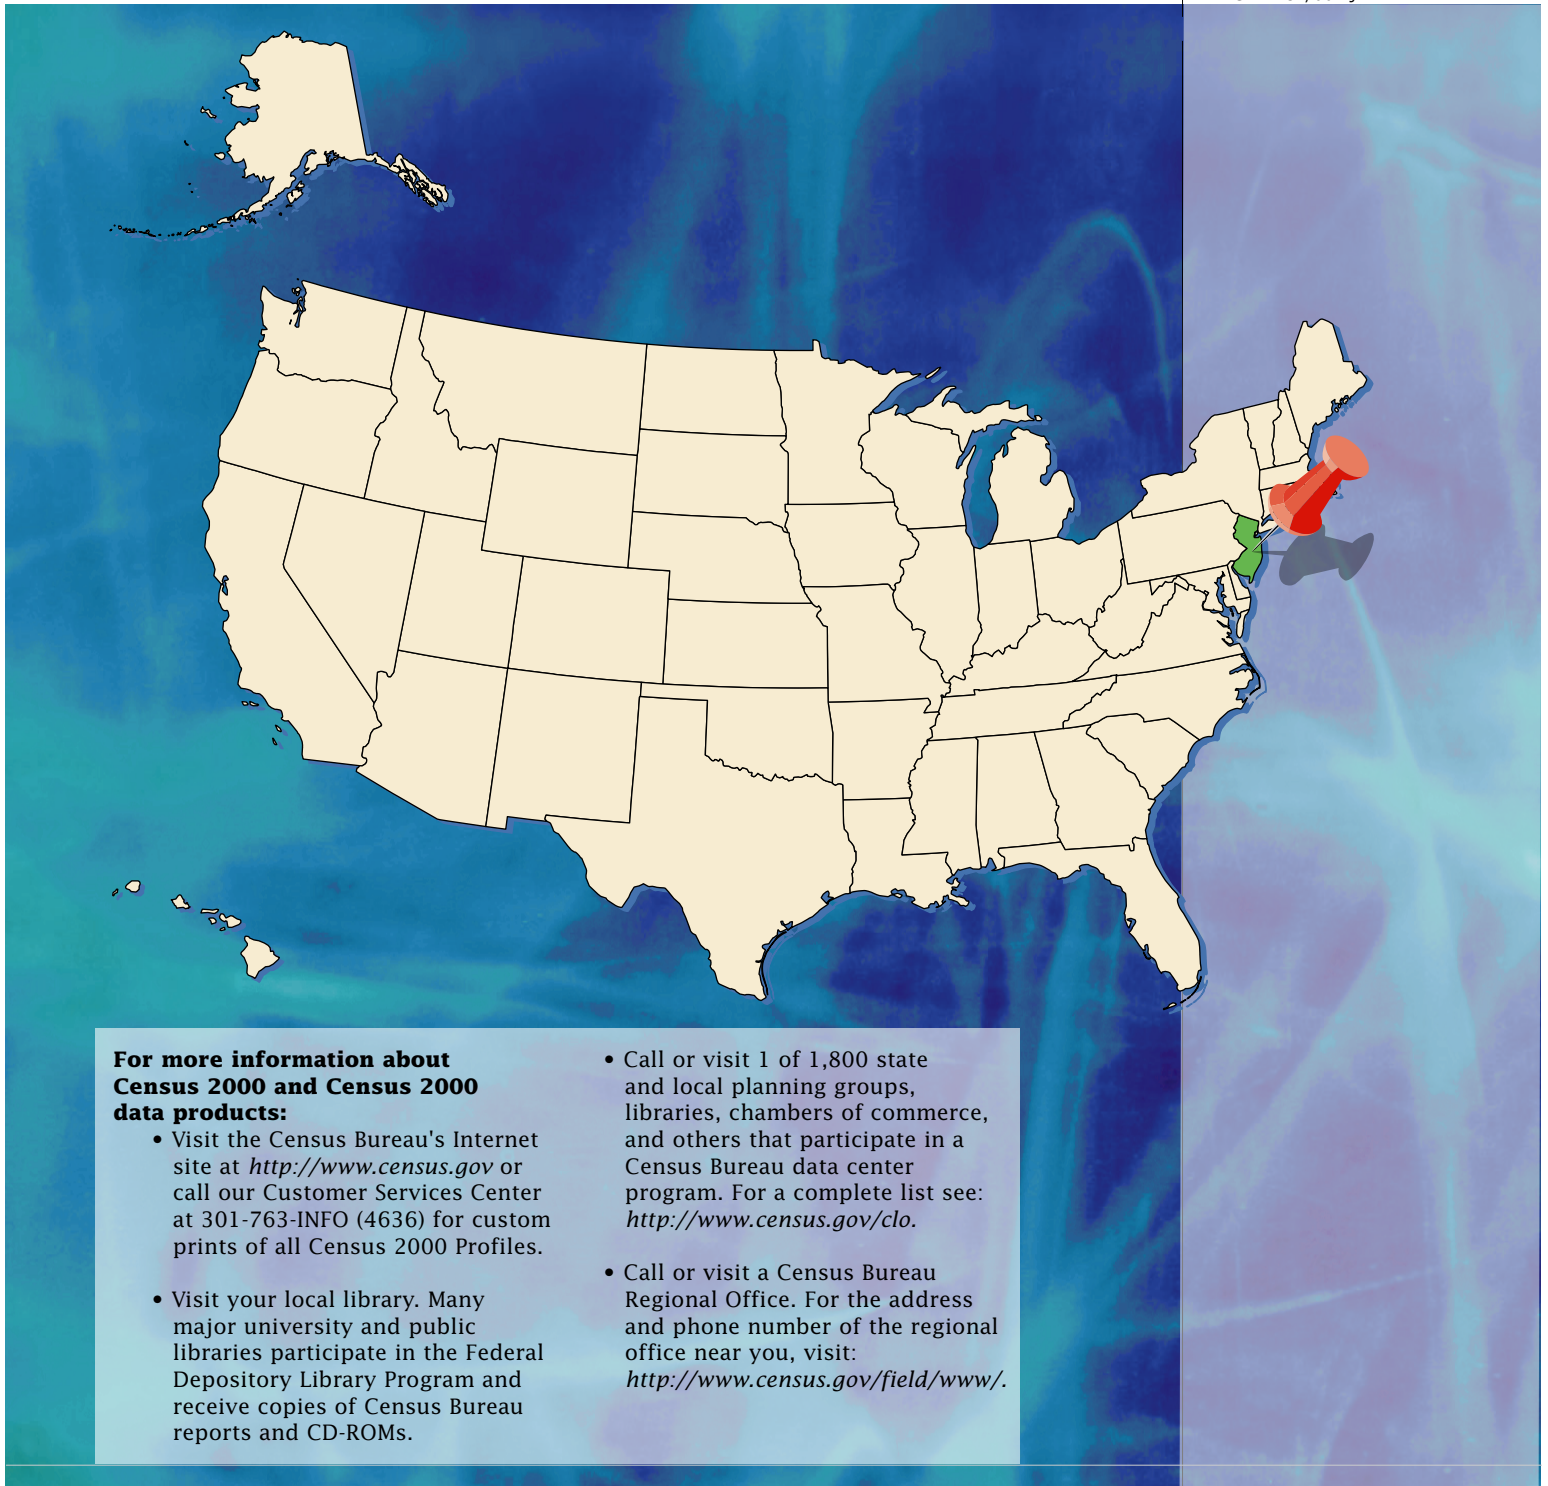 For more information about
Census 2000 and Census 2000
data products:
• Visit the Census Bureau's Internet
site at http://www.census.gov or
call our Customer Services Center
at 301-763-INFO (4636) for custom
prints of all Census 2000 Profiles.
• Visit your local library. Many
major university and public
libraries participate in the Federal
Depository Library Program and
receive copies of Census Bureau
reports and CD-ROMs.
• Call or visit 1 of 1,800 state
and local planning groups,
libraries, chambers of commerce,
and others that participate in a
Census Bureau data center
program. For a complete list see:
http://www.census.gov/clo.
• Call or visit a Census Bureau
Regional Office. For the address
and phone number of the regional
office near you, visit:
http://www.census.gov/field/www/.